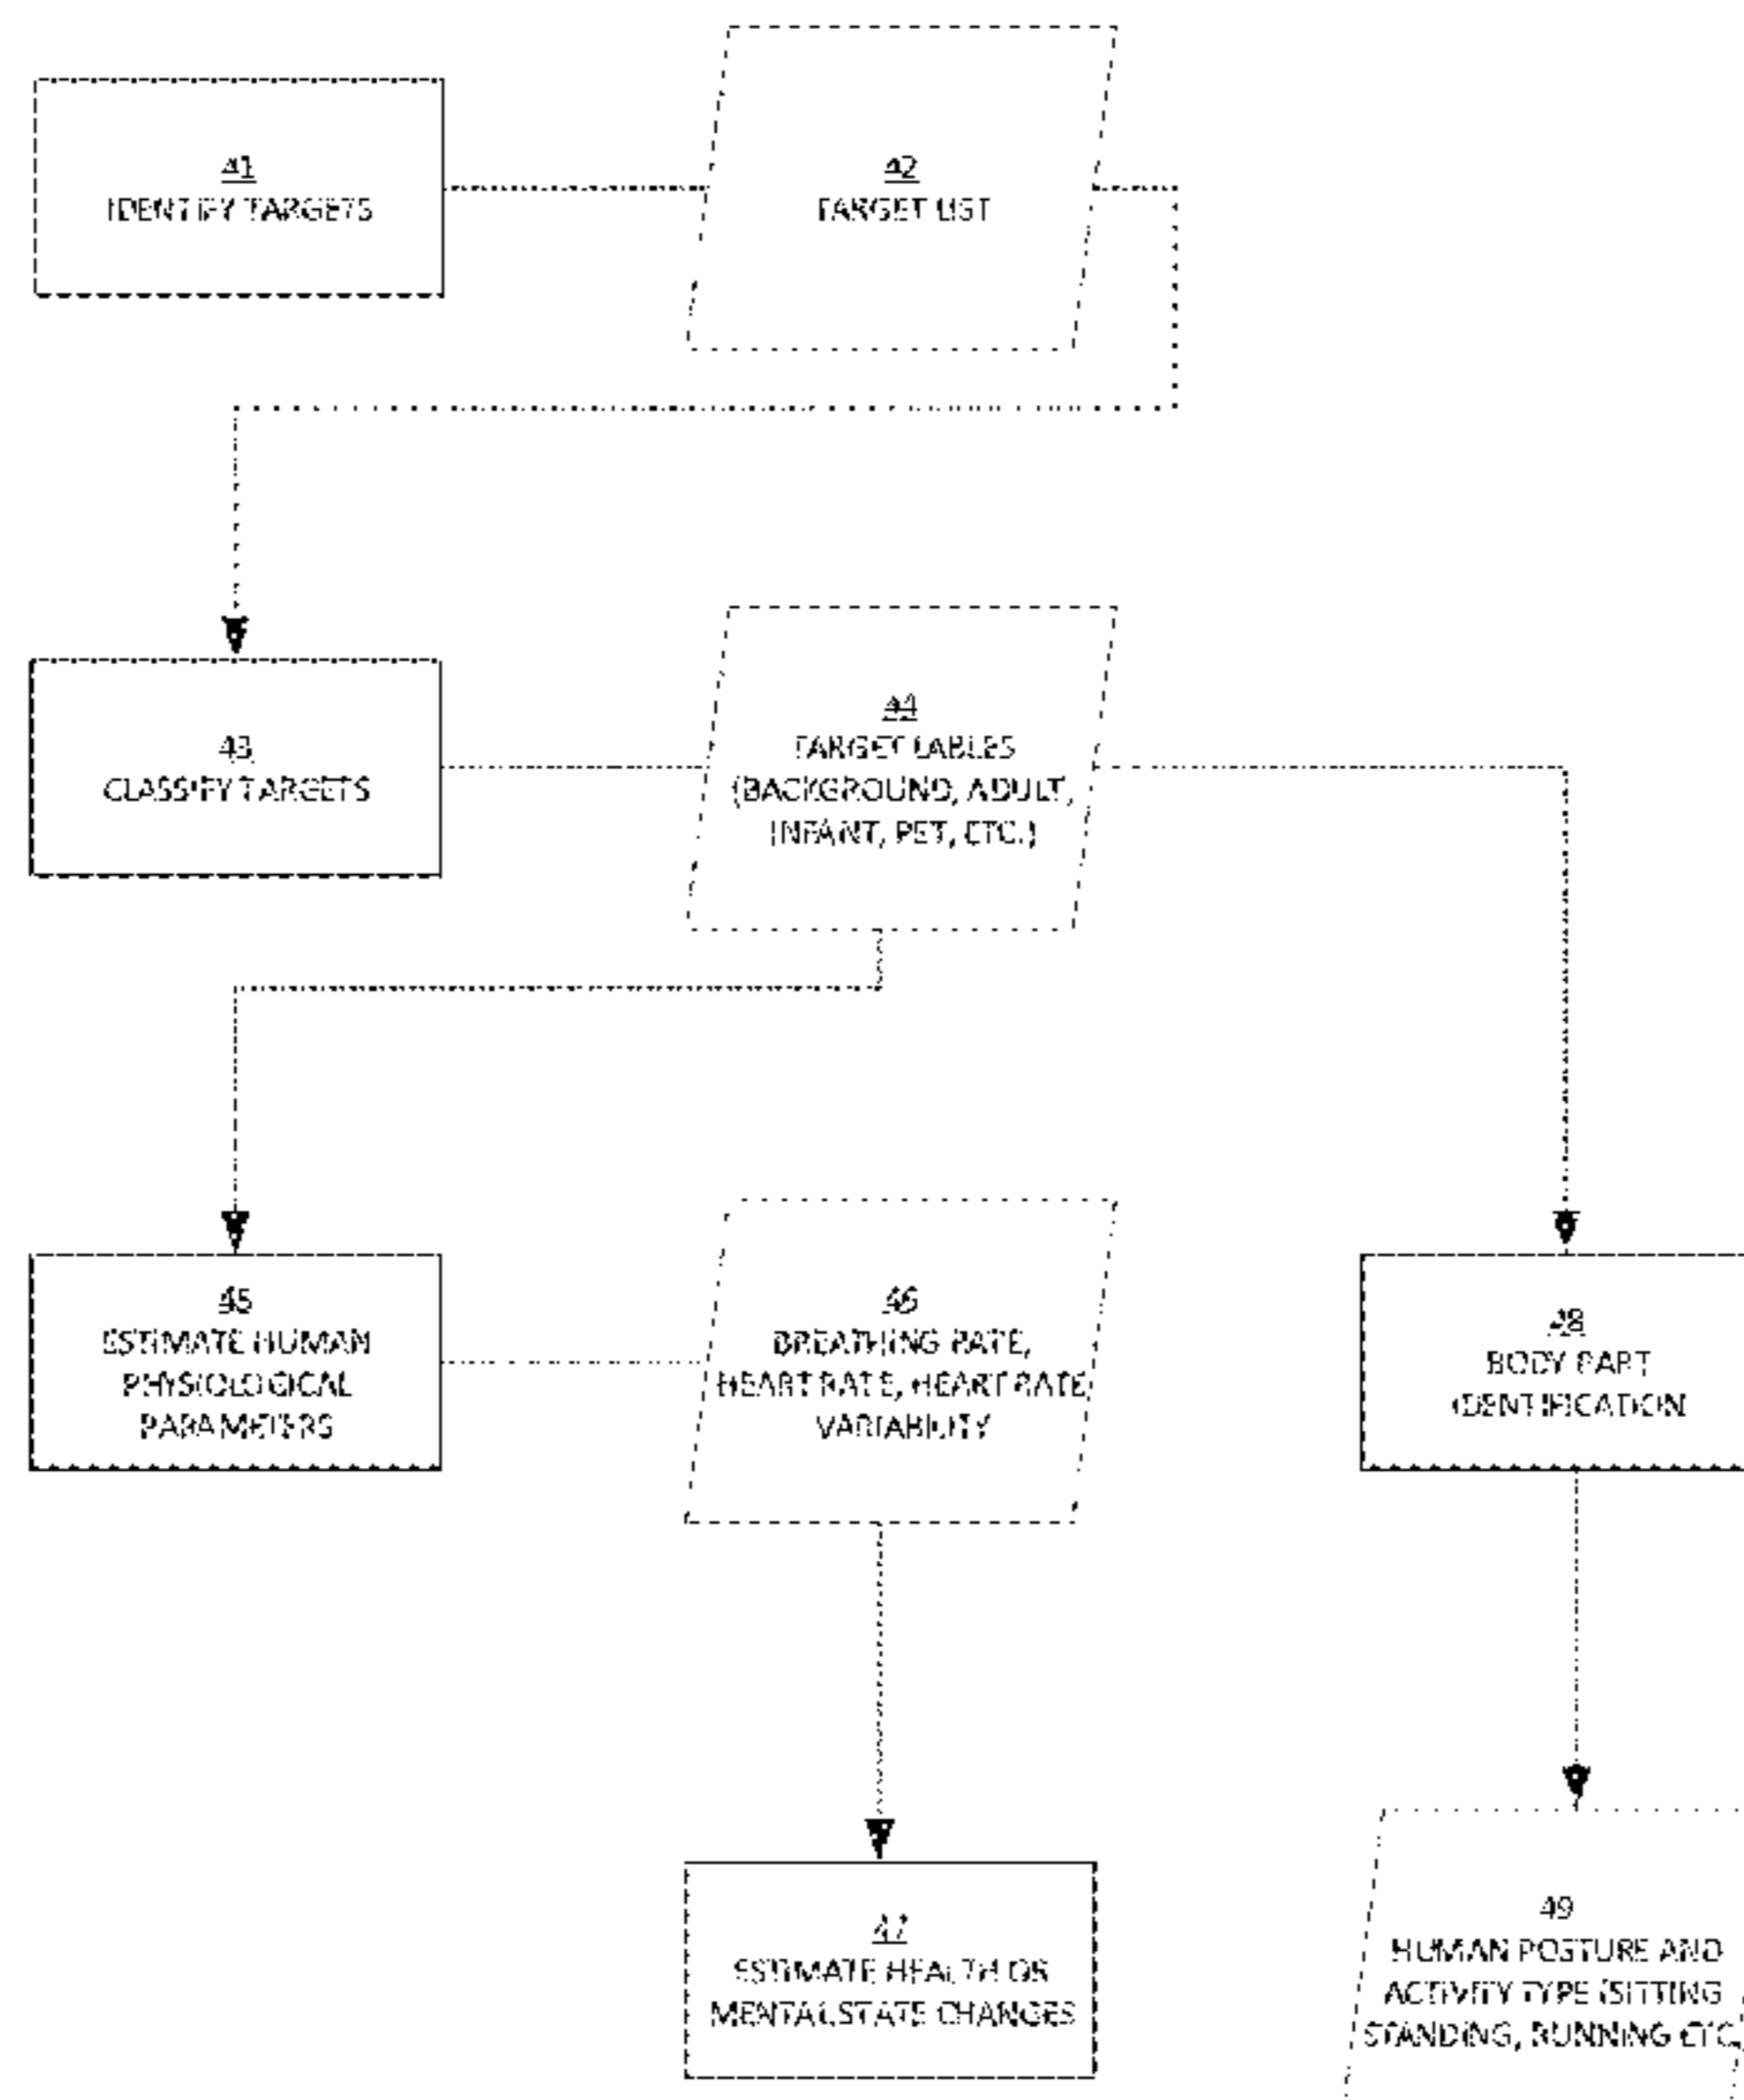 41
IDENTIFY TARGETS
42
TARGET LIST
43
CLASSIFY TARGETS
44
TARGET LABLES
(BACKGROUND, ADULT,
INFANT, PET, ETC.)
45
ESTIMATE HUMAN
PHYSIOLOGICAL
PARAMETERS
46
BREATHING RATE,
HEART RATE, HEART RATE
VARIABILITY
48
BODY PART
IDENTIFICATION
47
ESTIMATE HEALTH OR
MENTAL STATE CHANGES
49
HUMAN POSTURE AND
ACTIVITY TYPE (SITTING
STANDING, RUNNING ETC.